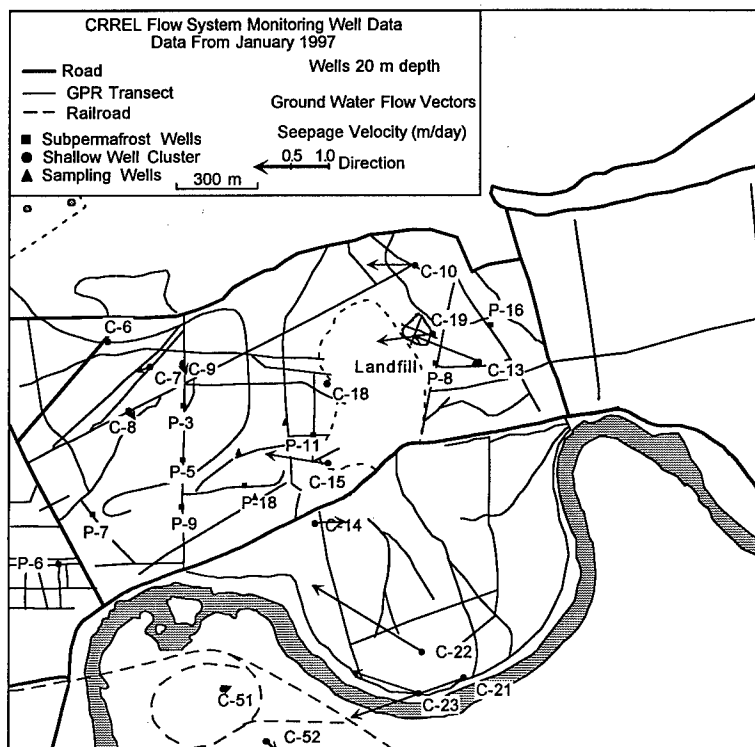 CRREL Flow System Monitoring Well Data
Data From January 1997
Road
Wells 20 m depth
GPR Transect
Ground Water Flow Vectors
Railroad
Seepage Velocity (m/day)
Subpermafrost Wells
0.5 1.0
Shallow Well Cluster
Direction
Sampling Wells
300 m
C-10
P-16
C-6
C-19
C-7
C-9
Landfill
C-13
P-8
C-18
C-8
P-3
P-11
P-5
C-15
P-18
P-9
P-7
C-14
P-6
C-22
C-21
C-23
C-51
C-52